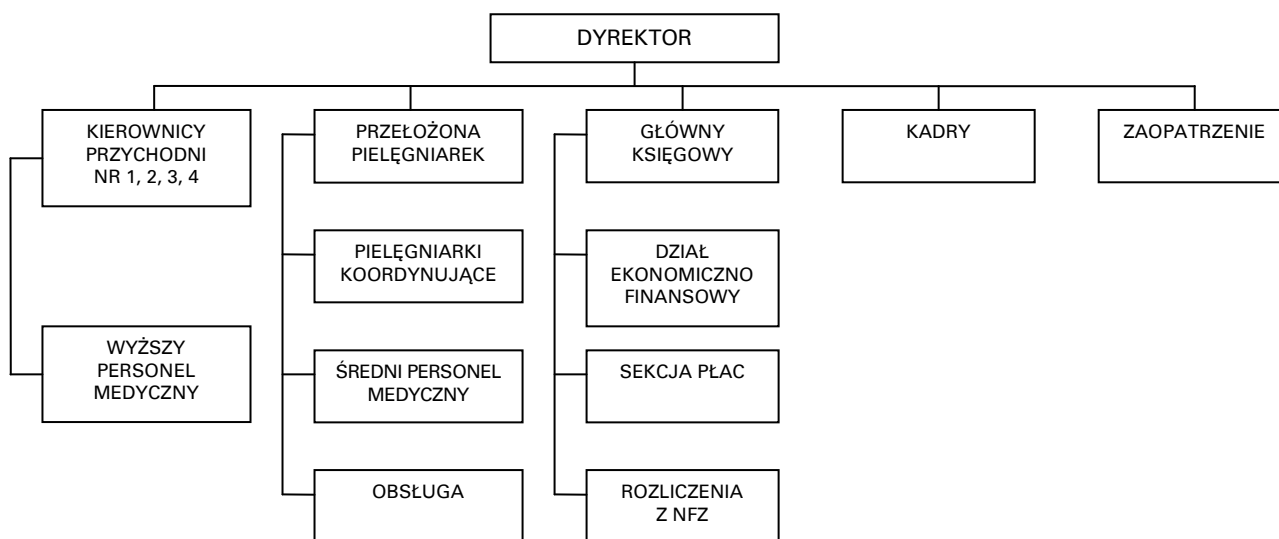 DYREKTOR
KIEROWNICY
PRZYCHODNI
NR 1, 2, 3, 4
PRZEŁOŻONA
PIELĘGNIAREK
GŁÓWNY
KSIĘGOWY
KADRY
ZAOPATRZENIE
PIELĘGNIARKI
KOORDYNUJĄCE
DZIAŁ
EKONOMICZNO
FINANSOWY
WYŻSZY
PERSONEL
MEDYCZNY
ŚREDNI PERSONEL
MEDYCZNY
SEKCJA PŁAC
OBSŁUGA
ROZLICZENIA
Z NFZ